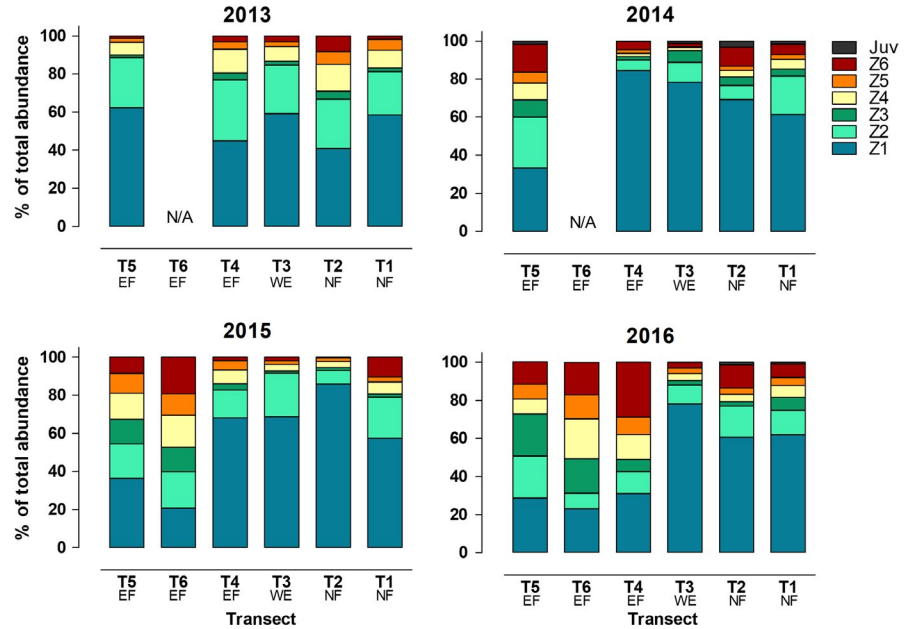 2013
% of total abundance
100
80
60
40
20
0
N/A
T5 T6 T4 T3 T2 T1
EF EF EF WE NF NF
2014
100
80
60
40
20
0
N/A
T5 T6 T4 T3 T2 T1
EF EF EF WE NF NF
Juv
Z6
Z5
Z4
Z3
Z2
Z1
2015
% of total abundance
100
80
60
40
20
0
T5 T6 T4 T3 T2 T1
EF EF EF WE NF NF
Transect
2016
100
80
60
40
20
0
T5 T6 T4 T3 T2 T1
EF EF EF WE NF NF
Transect